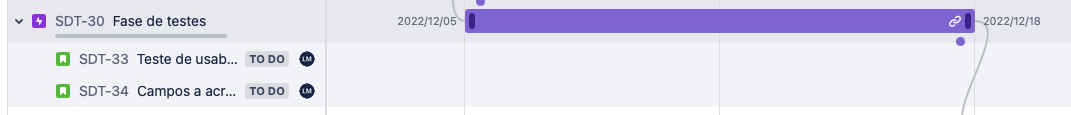 SDT-30 Fase de testes 2022/12/05 2022/12/18
SDT-33 Teste de usab... TO DO LM
SDT-34 Campos a acr... TO DO LM